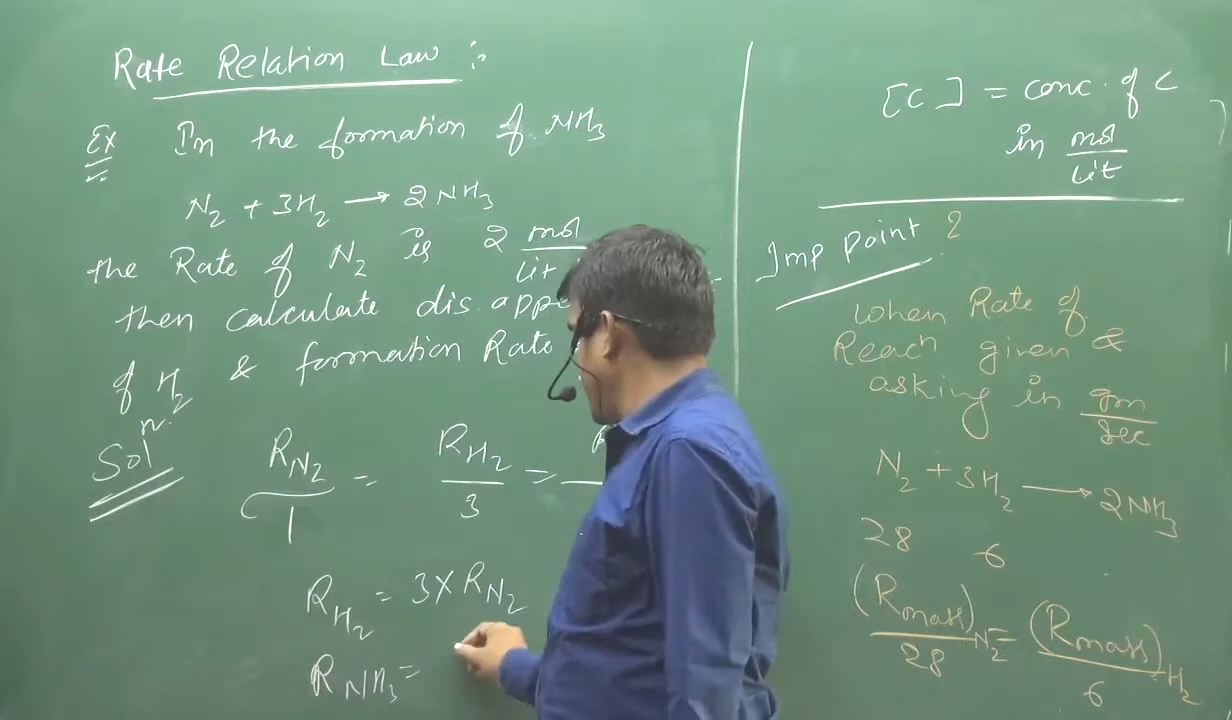 Rate Relation Law :-
Ex In the formation of NH3
N2 + 3H2 → 2NH3
the Rate of N2 is 2 mol
Lit
then calculate dis appe
of H2 & formation Rate
Soln.
RN2/1 = RH2/3 =
RH2 = 3 × RN2
RNH3 =
[C] = conc. of C
in mol/Lit
Imp Point 2
when Rate of
Reach given &
asking in gm/sec
N2 + 3H2 → 2NH3
28 6
(Rmass)N2/28 = (Rmass)H2/6